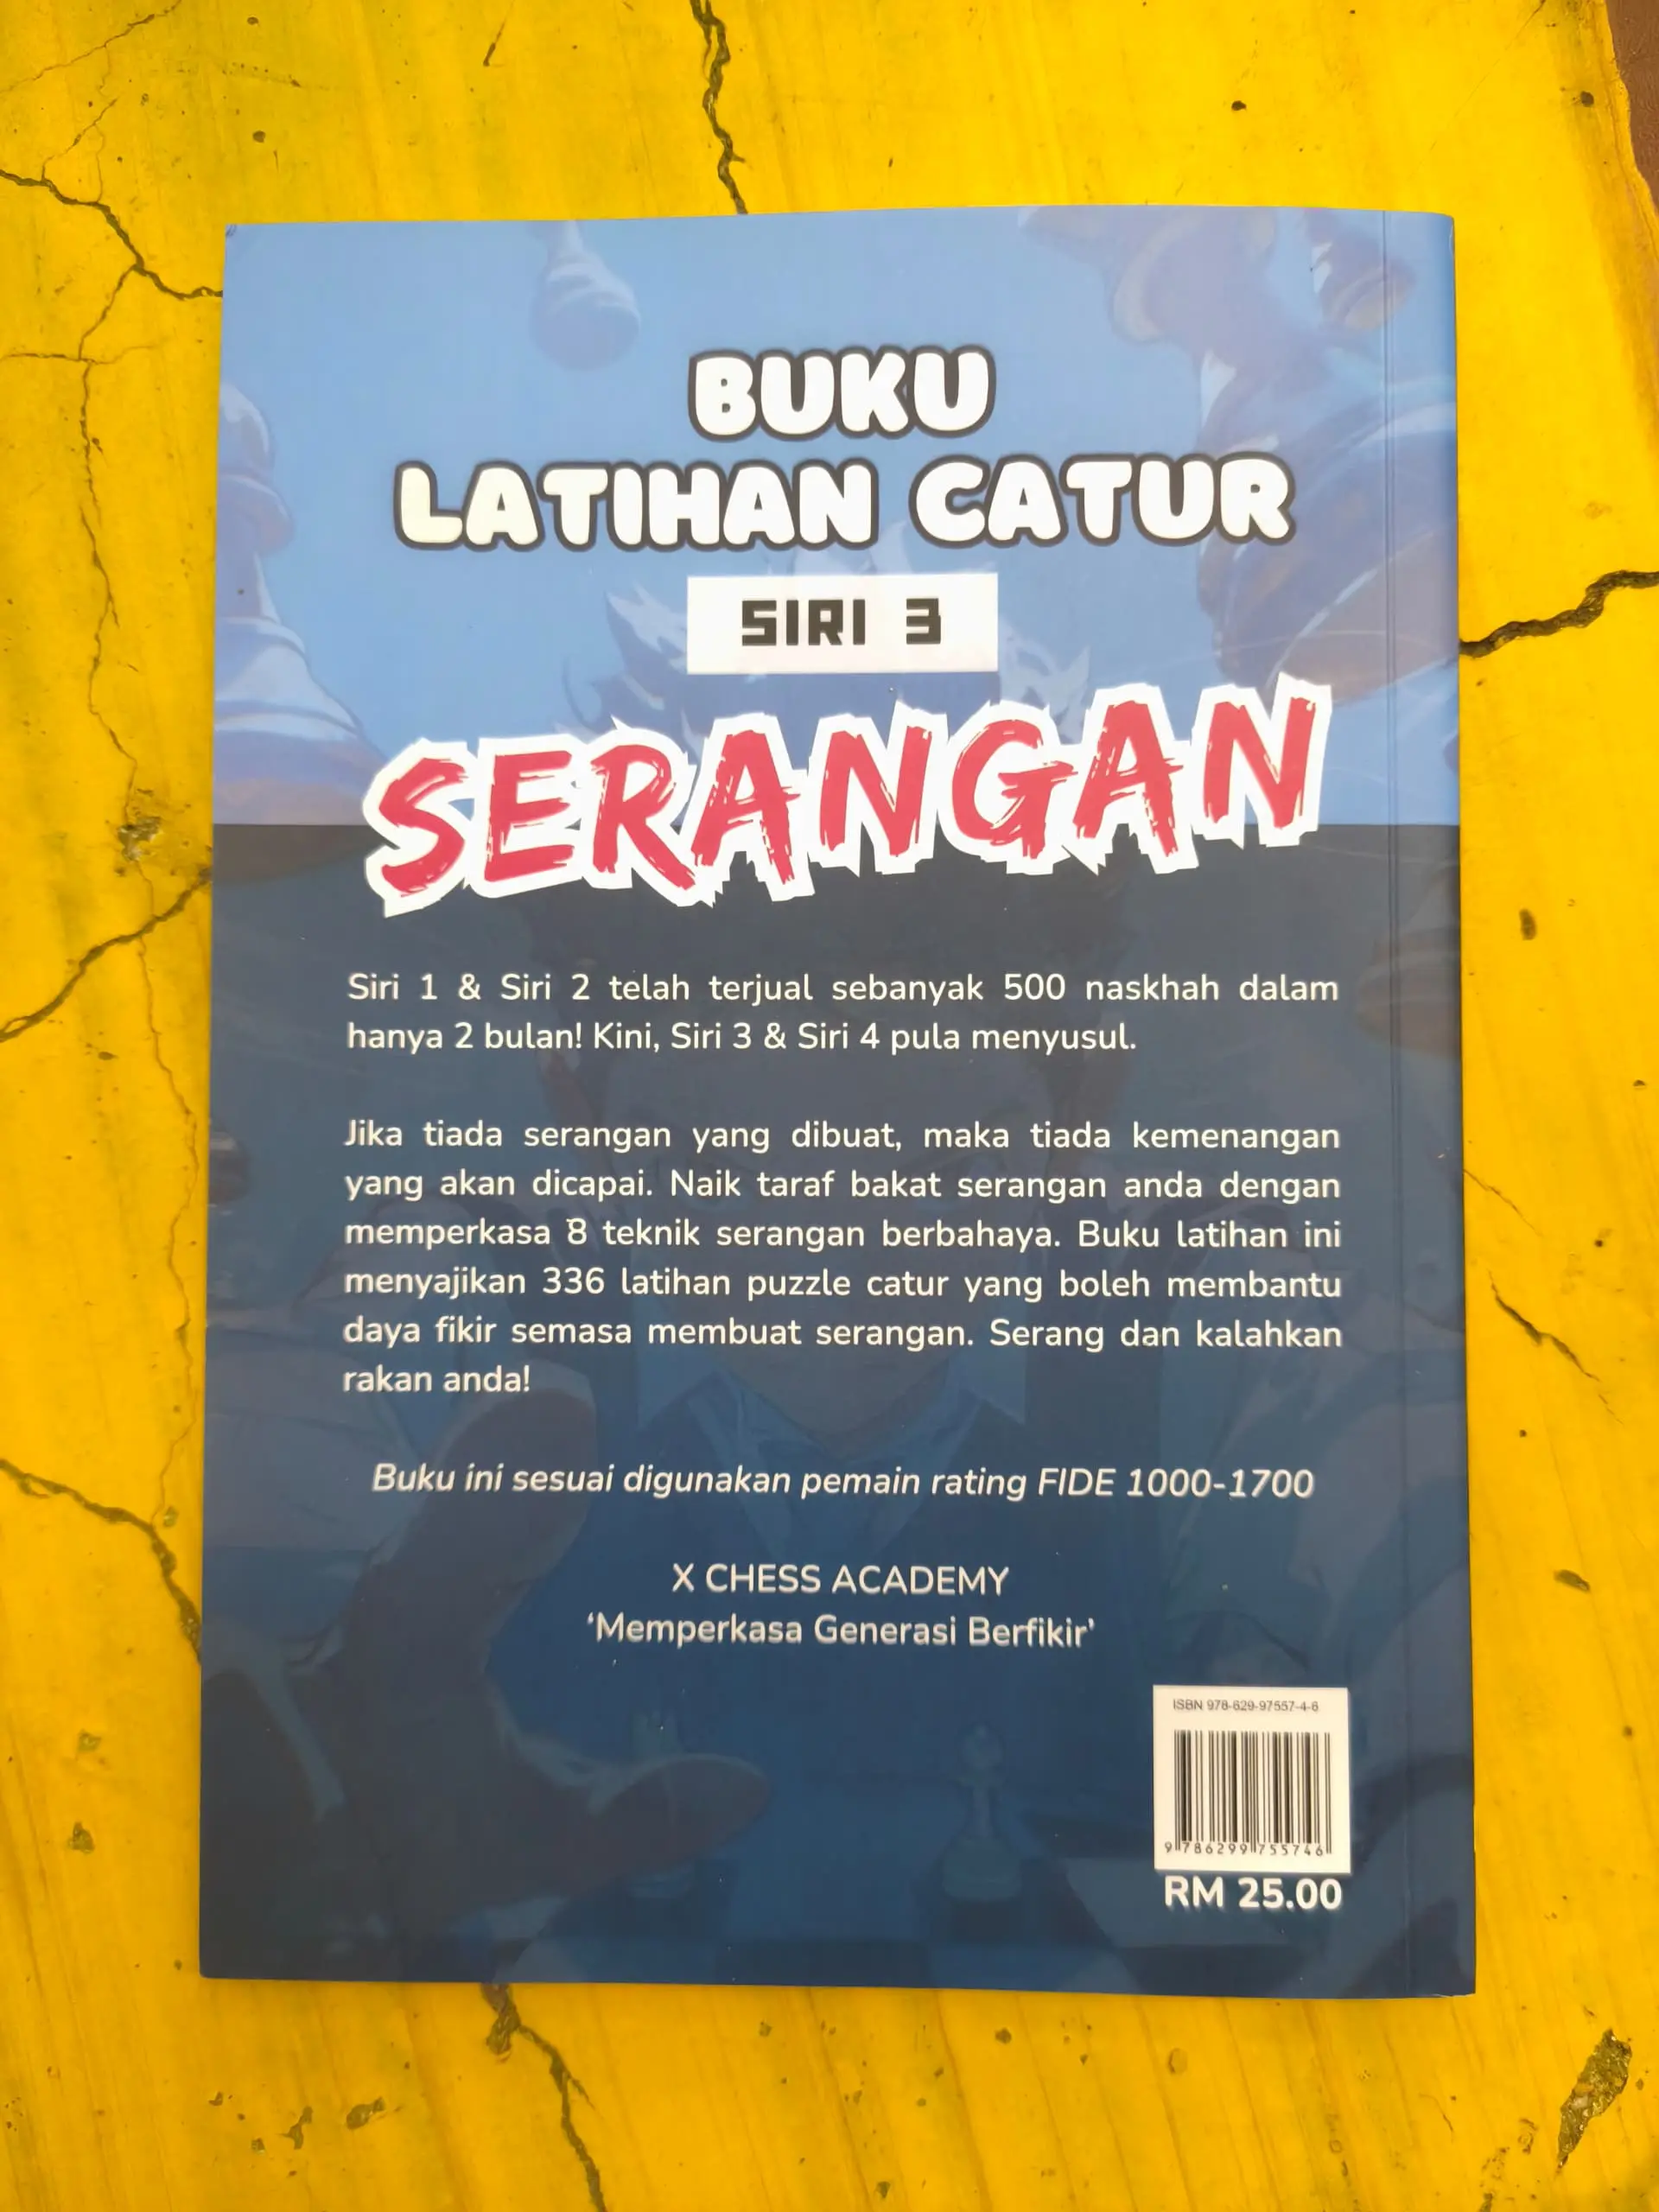 BUKU
LATIHAN CATUR
SIRI 3
SERANGAN
Siri 1 & Siri 2 telah terjual sebanyak 500 naskhah dalam
hanya 2 bulan! Kini, Siri 3 & Siri 4 pula menyusul.
Jika tiada serangan yang dibuat, maka tiada kemenangan
yang akan dicapai. Naik taraf bakat serangan anda dengan
memperkasa 8 teknik serangan berbahaya. Buku latihan ini
menyajikan 336 latihan puzzle catur yang boleh membantu
daya fikir semasa membuat serangan. Serang dan kalahkan
rakan anda!
Buku ini sesuai digunakan pemain rating FIDE 1000-1700
X CHESS ACADEMY
‘Memperkasa Generasi Berfikir’
ISBN 978-629-97557-4-6
9 786299 755746
RM 25.00